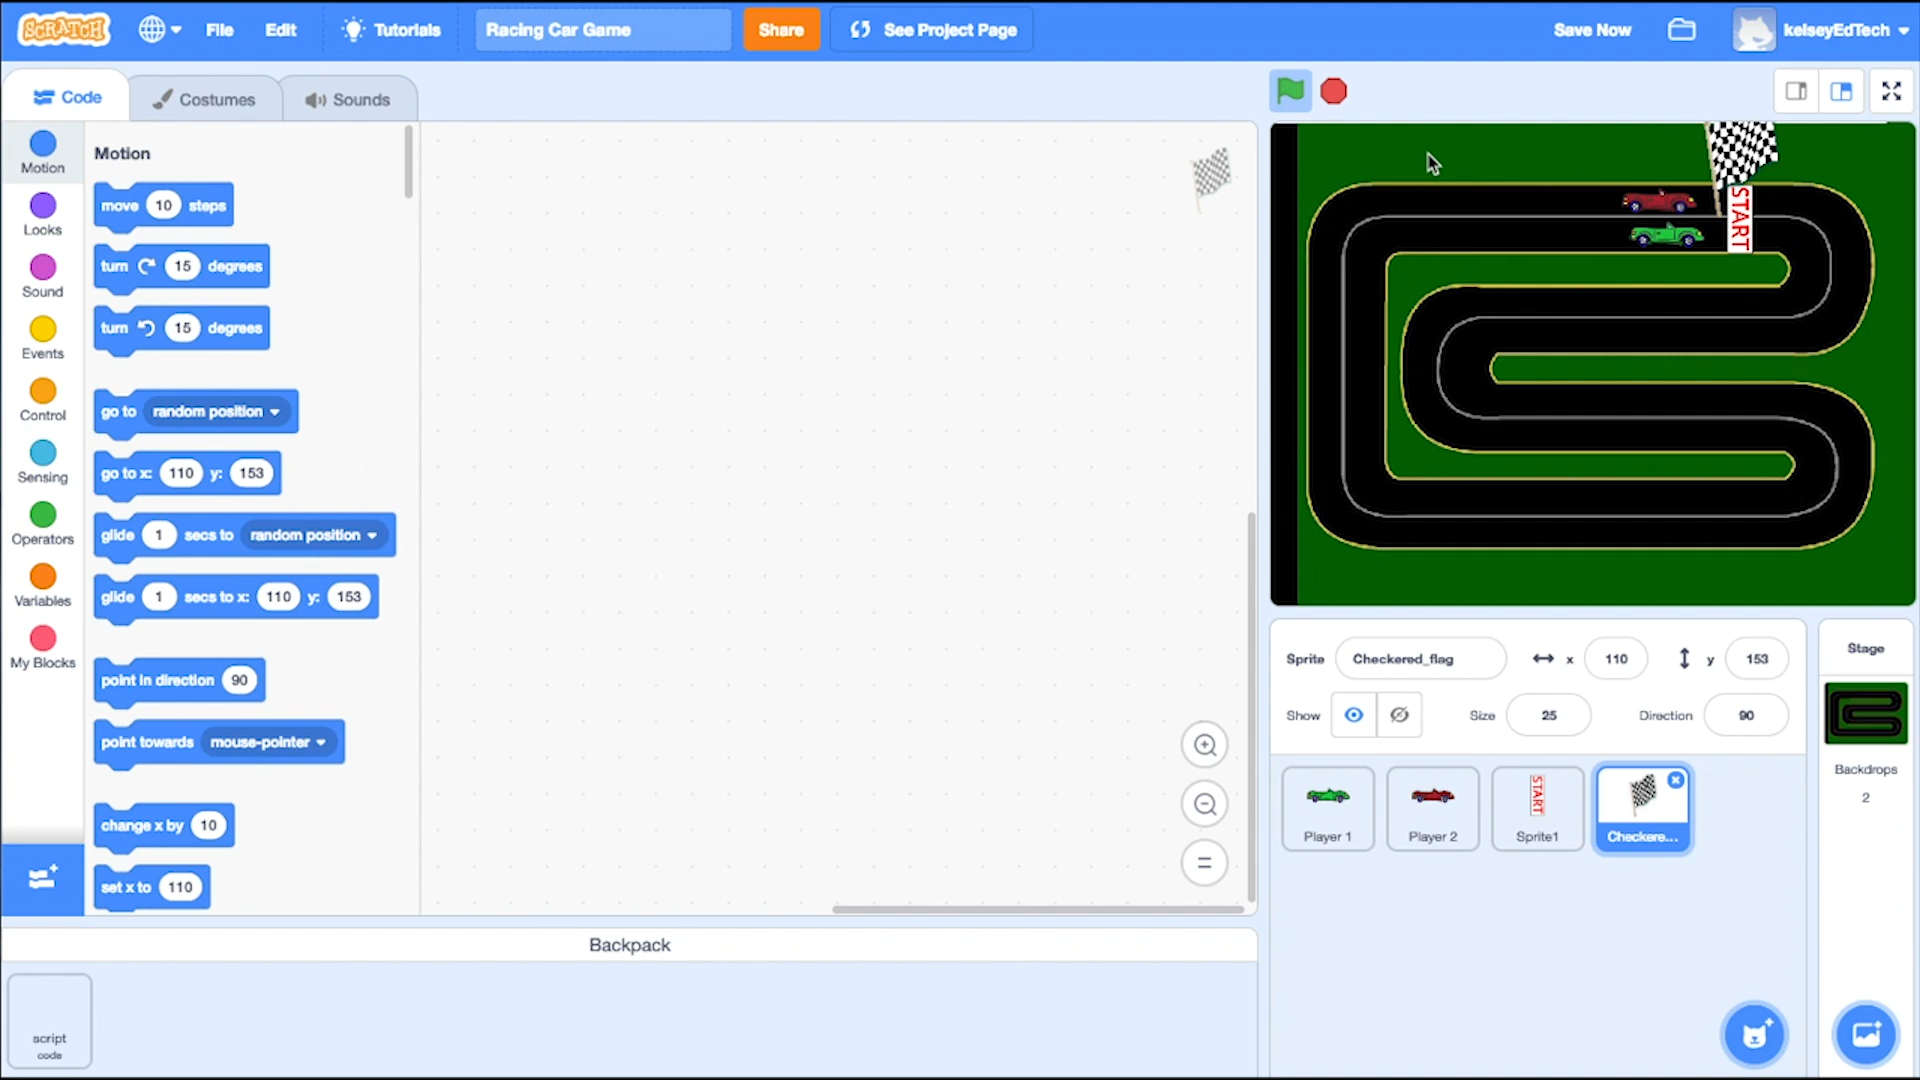 SCRATCH
File
Edit
Tutorials
Racing Car Game
Share
See Project Page
Save Now
kelseyEdTech
Code
Costumes
Sounds
Motion
Looks
Sound
Events
Control
Sensing
Operators
Variables
My Blocks
Motion
move 10 steps
turn 15 degrees
turn 15 degrees
go to random position
go to x: 110 y: 153
glide 1 secs to random position
glide 1 secs to x: 110 y: 153
point in direction 90
point towards mouse-pointer
change x by 10
set x to 110
Backpack
script
code
START
Sprite Checkered_flag x 110 y 153
Show Size 25 Direction 90
START
Player 1
Player 2
Sprite1
Checkere...
Stage
Backdrops
2